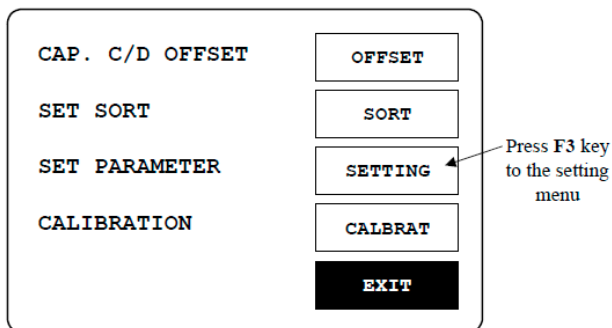 CAP. C/D OFFSET
OFFSET
SET SORT
SORT
SET PARAMETER
SETTING
CALIBRATION
CALBRAT
EXIT
Press F3 key
to the setting
menu